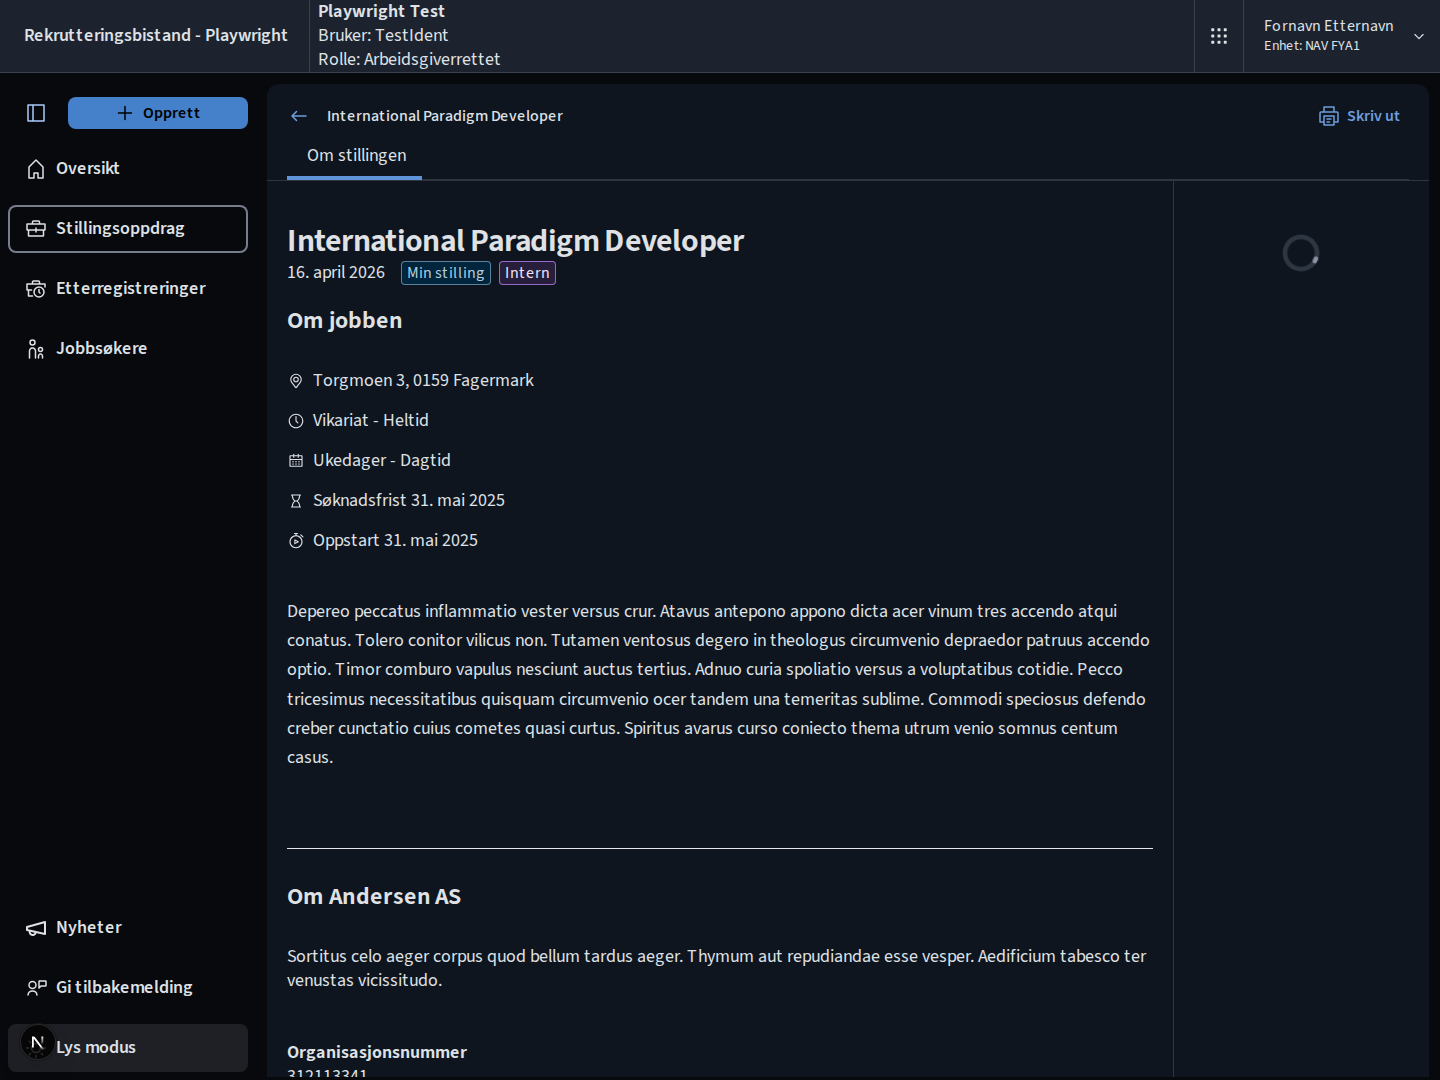 Rekrutteringsbistand - Playwright
Playwright Test
Bruker: TestIdent
Rolle: Arbeidsgiverrettet
Fornavn Etternavn
Enhet: NAV FYA1
Opprett
Oversikt
Stillingsoppdrag
Etterregistreringer
Jobbsøkere
Nyheter
Gi tilbakemelding
N
Lys modus
International Paradigm Developer
Skriv ut
Om stillingen
International Paradigm Developer
16. april 2026 Min stilling Intern
Om jobben
Torgmoen 3, 0159 Fagermark
Vikariat - Heltid
Ukedager - Dagtid
Søknadsfrist 31. mai 2025
Oppstart 31. mai 2025
Depereo peccatus inflammatio vester versus crur. Atavus antepono appono dicta acer vinum tres accendo atqui
conatus. Tolero conitor vilicus non. Tutamen ventosus degero in theologus circumvenio depraedor patruus accendo
optio. Timor comburo vapulus nesciunt auctus tertius. Adnuo curia spoliatio versus a voluptatibus cotidie. Pecco
tricesimus necessitatibus quisquam circumvenio ocer tandem una temeritas sublime. Commodi speciosus defendo
creber cunctatio cuius cometes quasi curtus. Spiritus avarus curso coniecto thema utrum venio somnus centum
casus.
Om Andersen AS
Sortitus celo aeger corpus quod bellum tardus aeger. Thymum aut repudiandae esse vesper. Aedificium tabesco ter
venustas vicissitudo.
Organisasjonsnummer
312113341